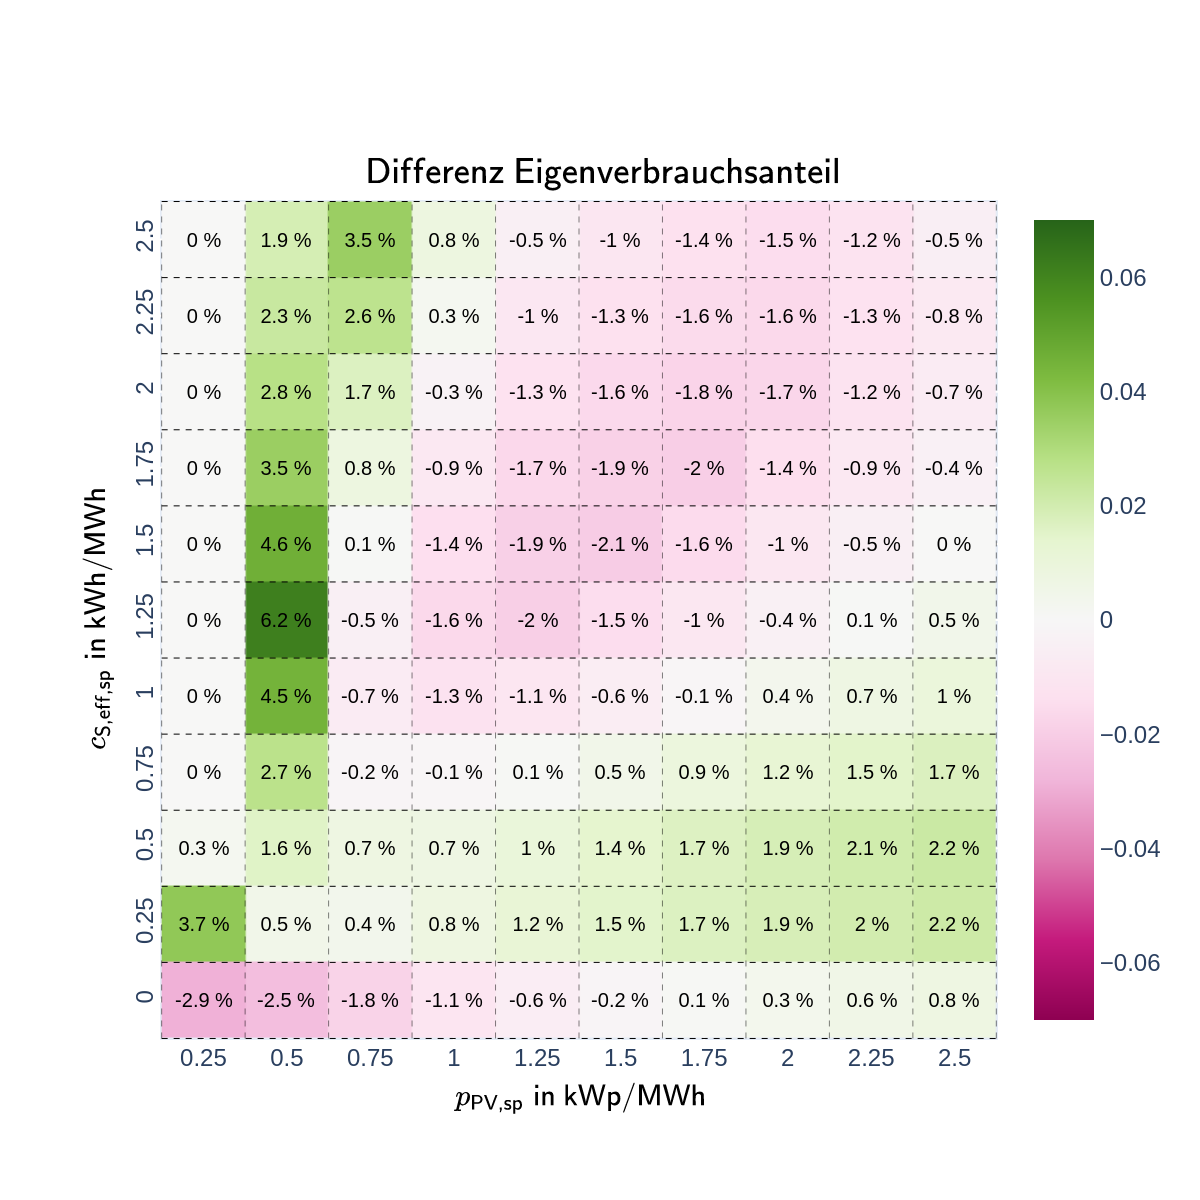 Differenz Eigenverbrauchsanteil
2.5 0 % 1.9 % 3.5 % 0.8 % -0.5 % -1 % -1.4 % -1.5 % -1.2 % -0.5 %
2.25 0 % 2.3 % 2.6 % 0.3 % -1 % -1.3 % -1.6 % -1.6 % -1.3 % -0.8 %
2 0 % 2.8 % 1.7 % -0.3 % -1.3 % -1.6 % -1.8 % -1.7 % -1.2 % -0.7 %
1.75 0 % 3.5 % 0.8 % -0.9 % -1.7 % -1.9 % -2 % -1.4 % -0.9 % -0.4 %
1.5 0 % 4.6 % 0.1 % -1.4 % -1.9 % -2.1 % -1.6 % -1 % -0.5 % 0 %
1.25 0 % 6.2 % -0.5 % -1.6 % -2 % -1.5 % -1 % -0.4 % 0.1 % 0.5 %
1 0 % 4.5 % -0.7 % -1.3 % -1.1 % -0.6 % -0.1 % 0.4 % 0.7 % 1 %
0.75 0 % 2.7 % -0.2 % -0.1 % 0.1 % 0.5 % 0.9 % 1.2 % 1.5 % 1.7 %
0.5 0.3 % 1.6 % 0.7 % 0.7 % 1 % 1.4 % 1.7 % 1.9 % 2.1 % 2.2 %
0.25 3.7 % 0.5 % 0.4 % 0.8 % 1.2 % 1.5 % 1.7 % 1.9 % 2 % 2.2 %
0 -2.9 % -2.5 % -1.8 % -1.1 % -0.6 % -0.2 % 0.1 % 0.3 % 0.6 % 0.8 %
0.25 0.5 0.75 1 1.25 1.5 1.75 2 2.25 2.5
p PV,sp in kWp/MWh
c S,eff,sp in kWh/MWh
0.06
0.04
0.02
0
−0.02
−0.04
−0.06